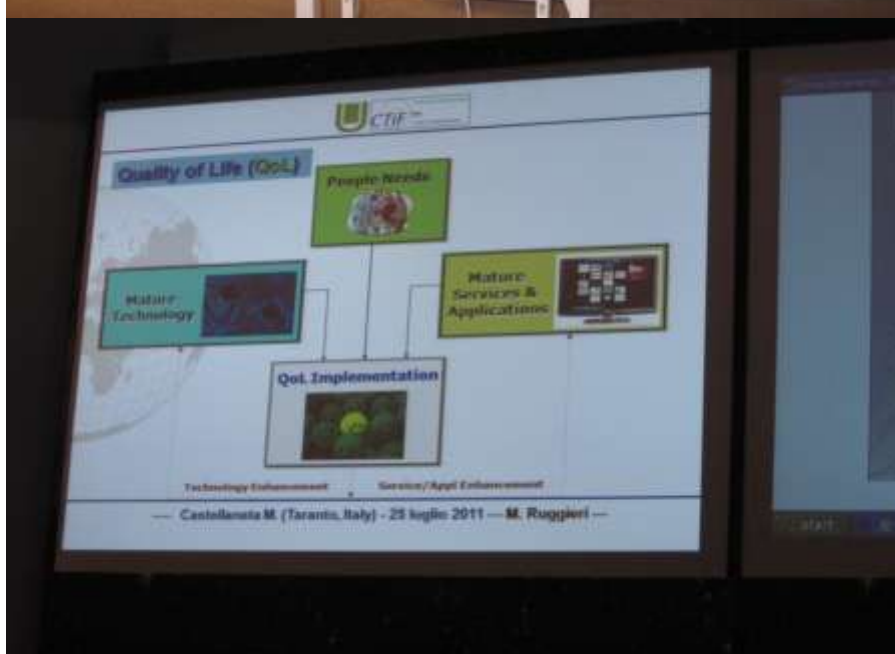 CTIF
Quality of Life (QoL)
People Needs
Mature
Technology
Mature
Services &
Applications
QoL Implementation
Technology Enhancement
Service/Appl Enhancement
Castellaneta M. (Taranto, Italy) - 25 luglio 2011 — M. Ruggieri —
START